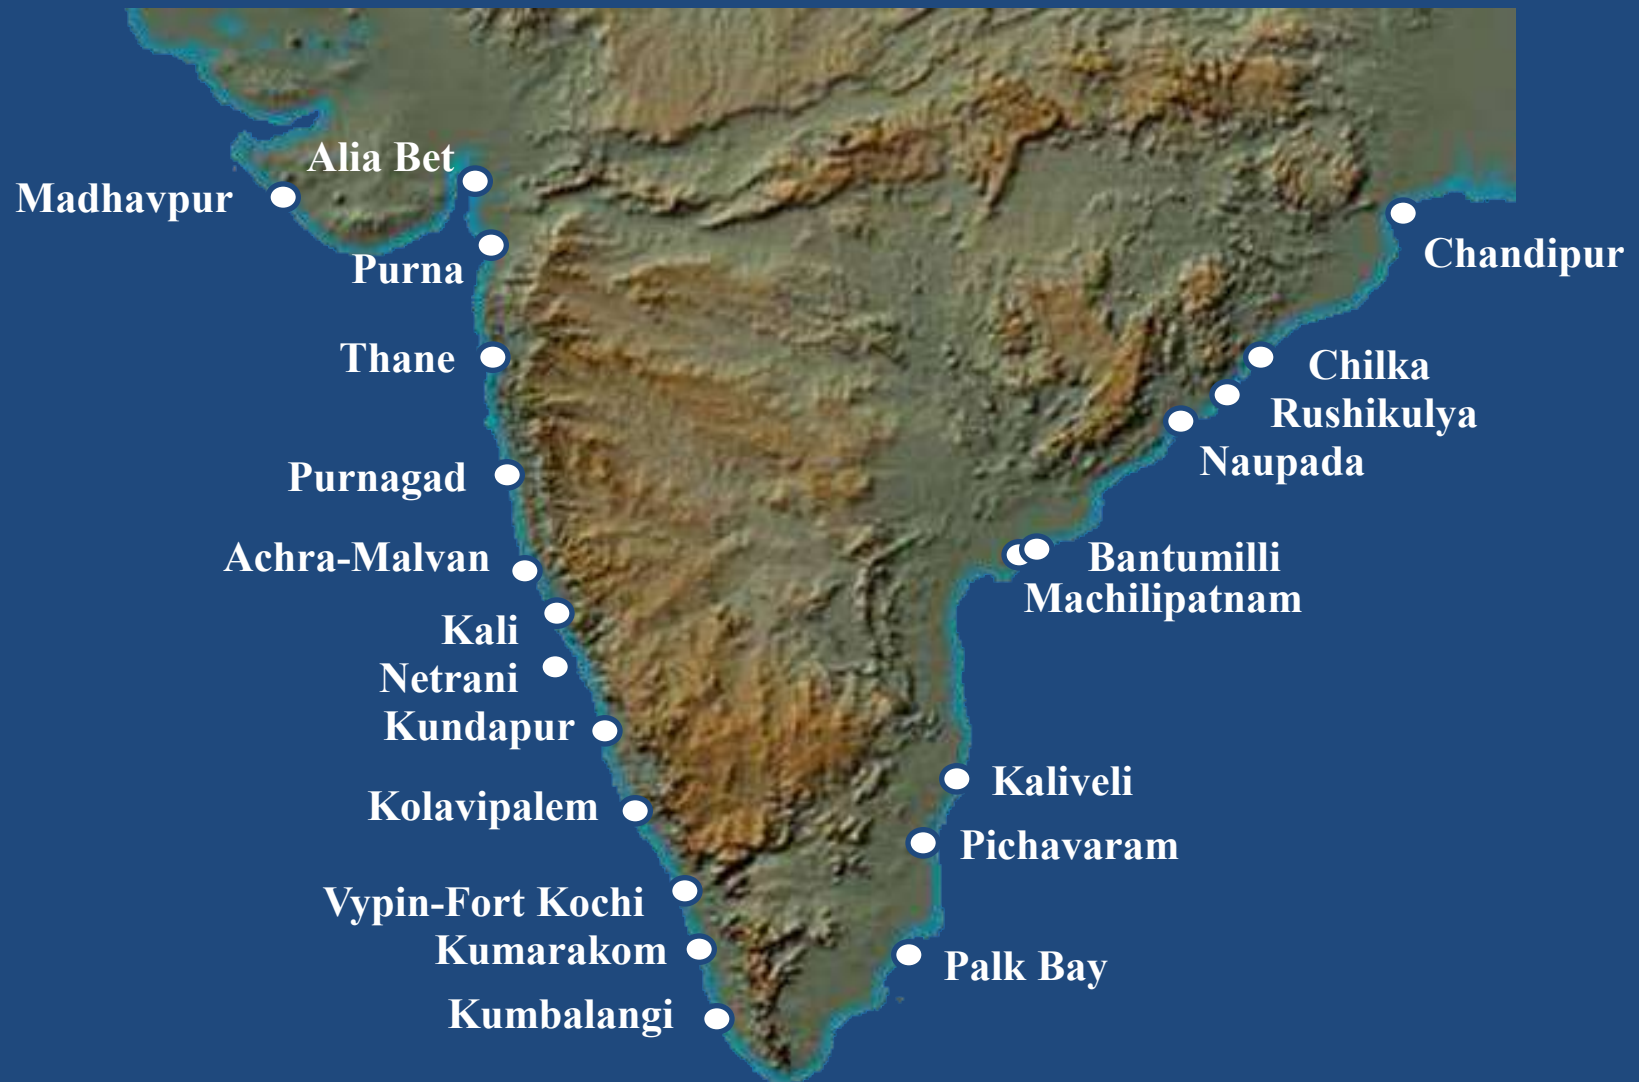 Alia Bet
Madhavpur
Purna
Chandipur
Thane
Chilka
Rushikulya
Naupada
Purnagad
Achra-Malvan
Bantumilli
Machilipatnam
Kali
Netrani
Kundapur
Kaliveli
Kolavipalem
Pichavaram
Vypin-Fort Kochi
Kumarakom
Palk Bay
Kumbalangi